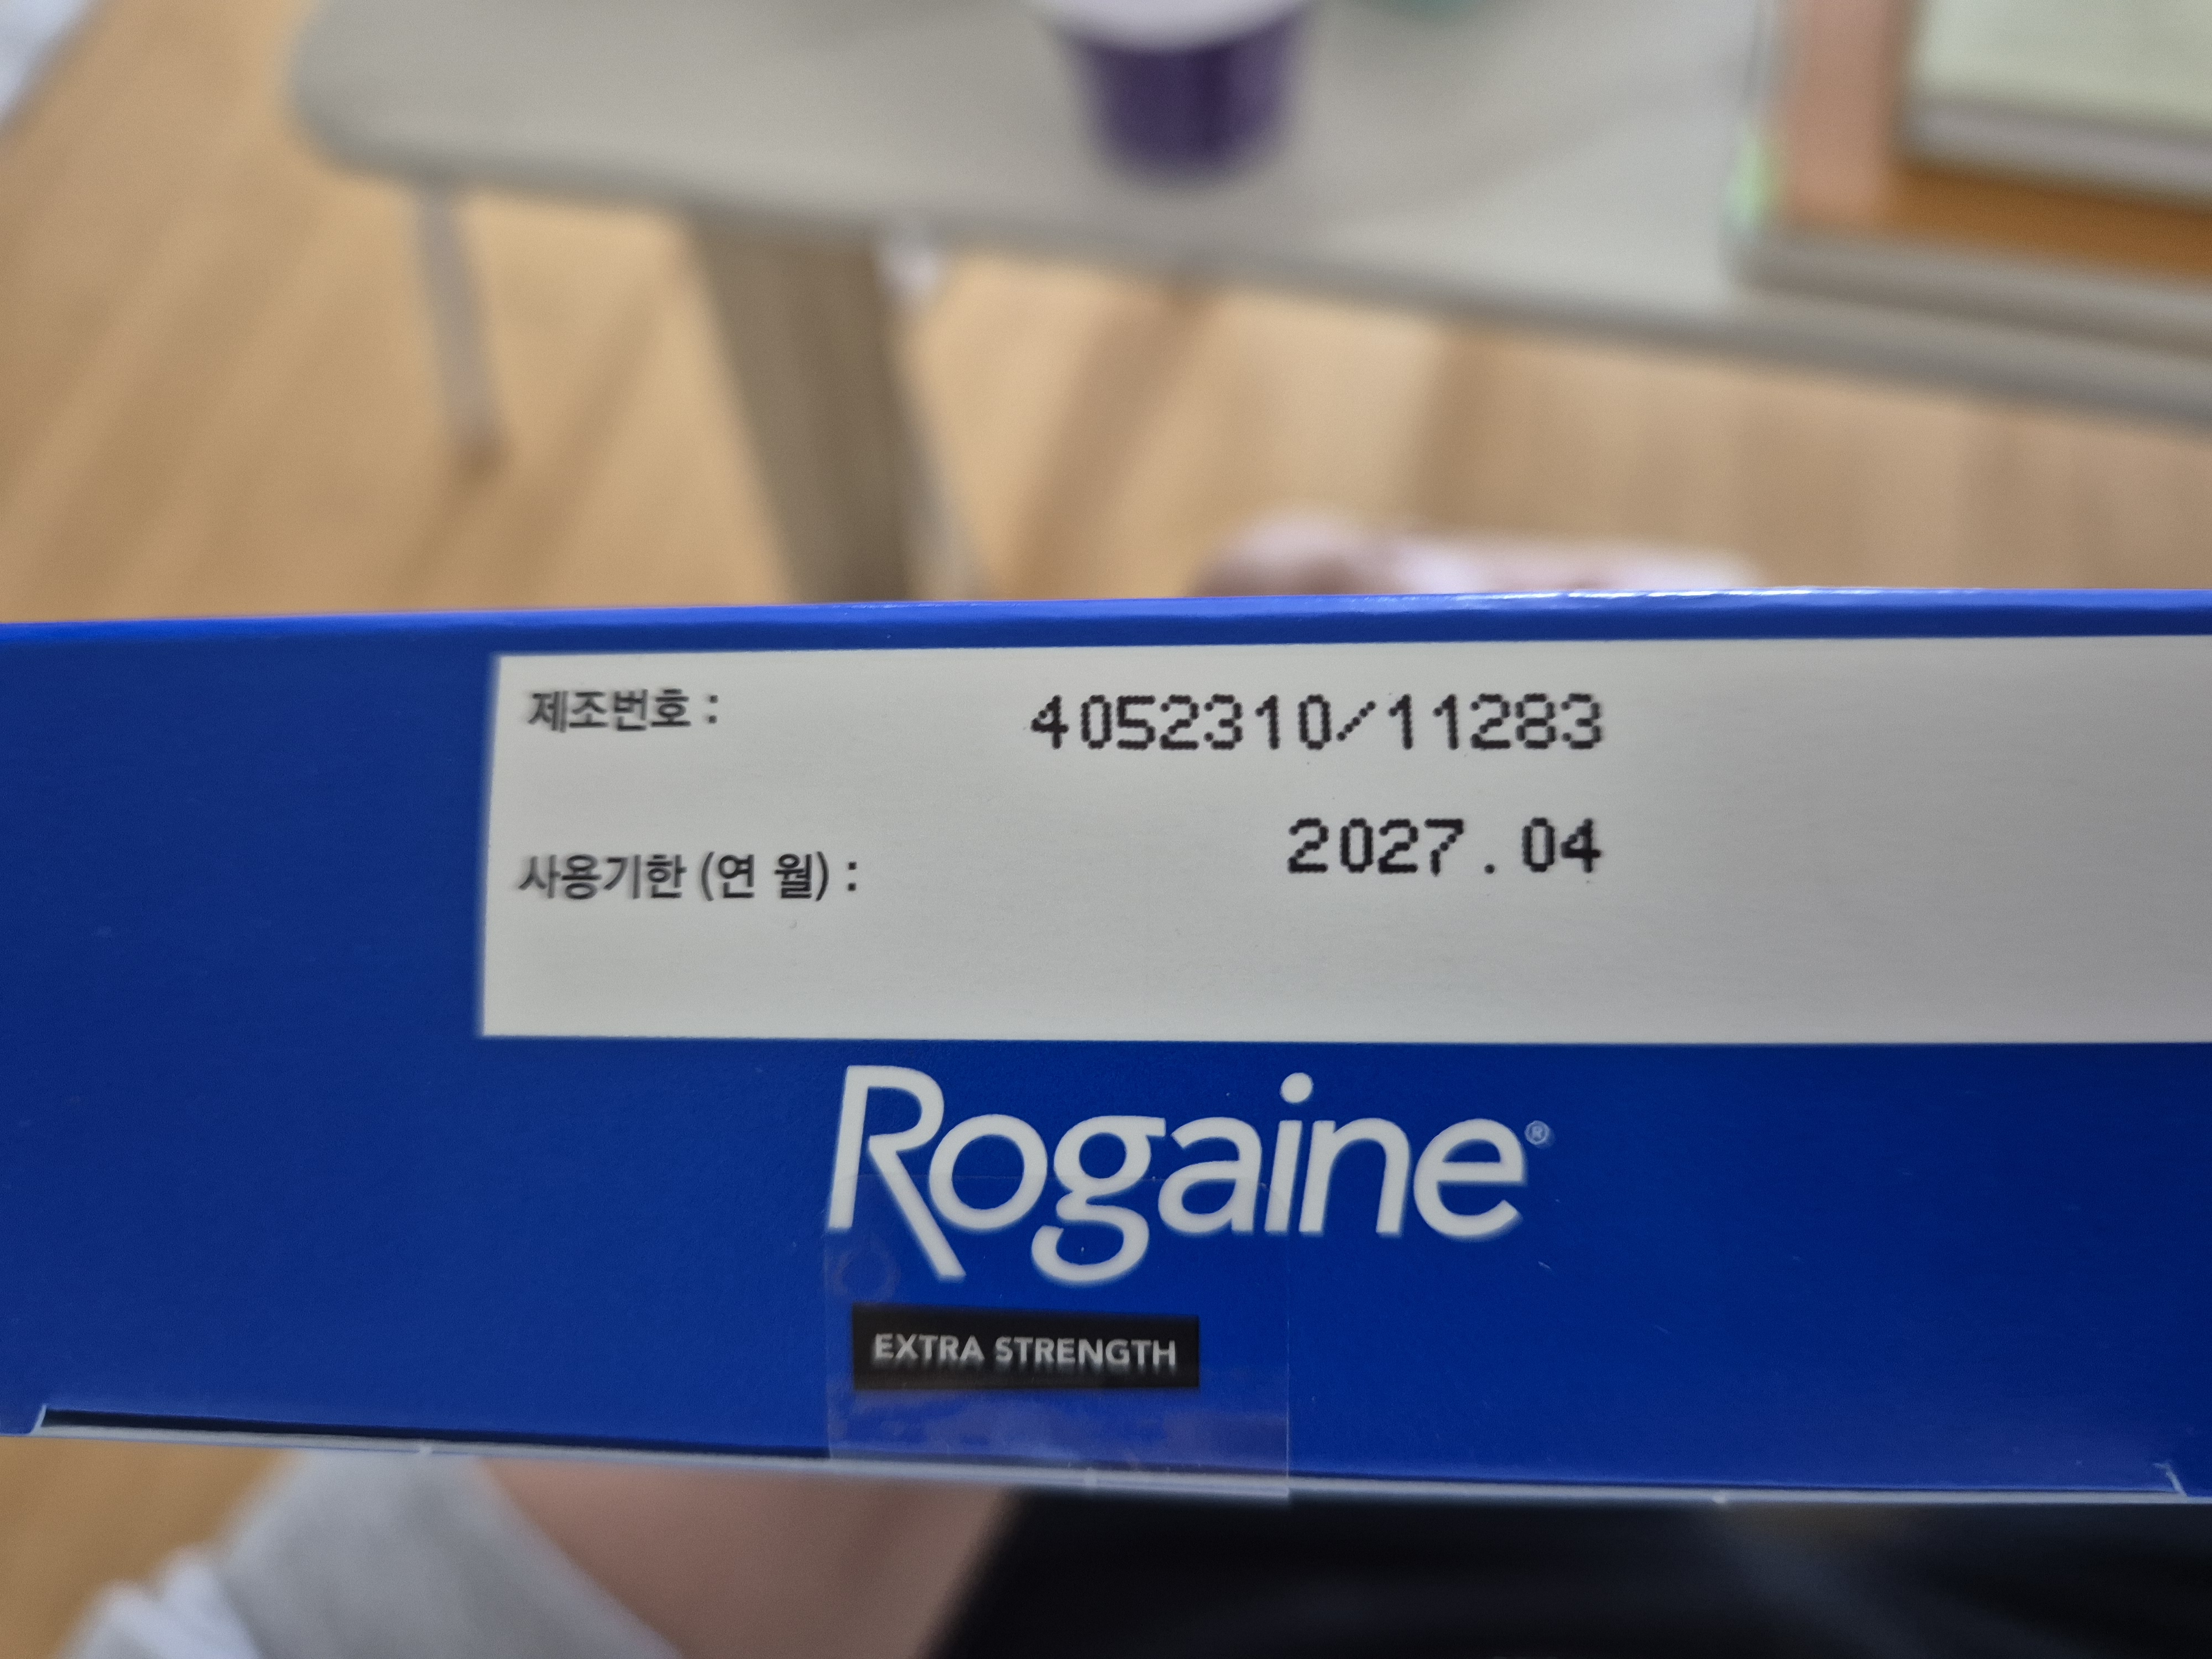 제조번호 : 4052310/11283
사용기한 (연 월) : 2027.04
Rogaine®
EXTRA STRENGTH